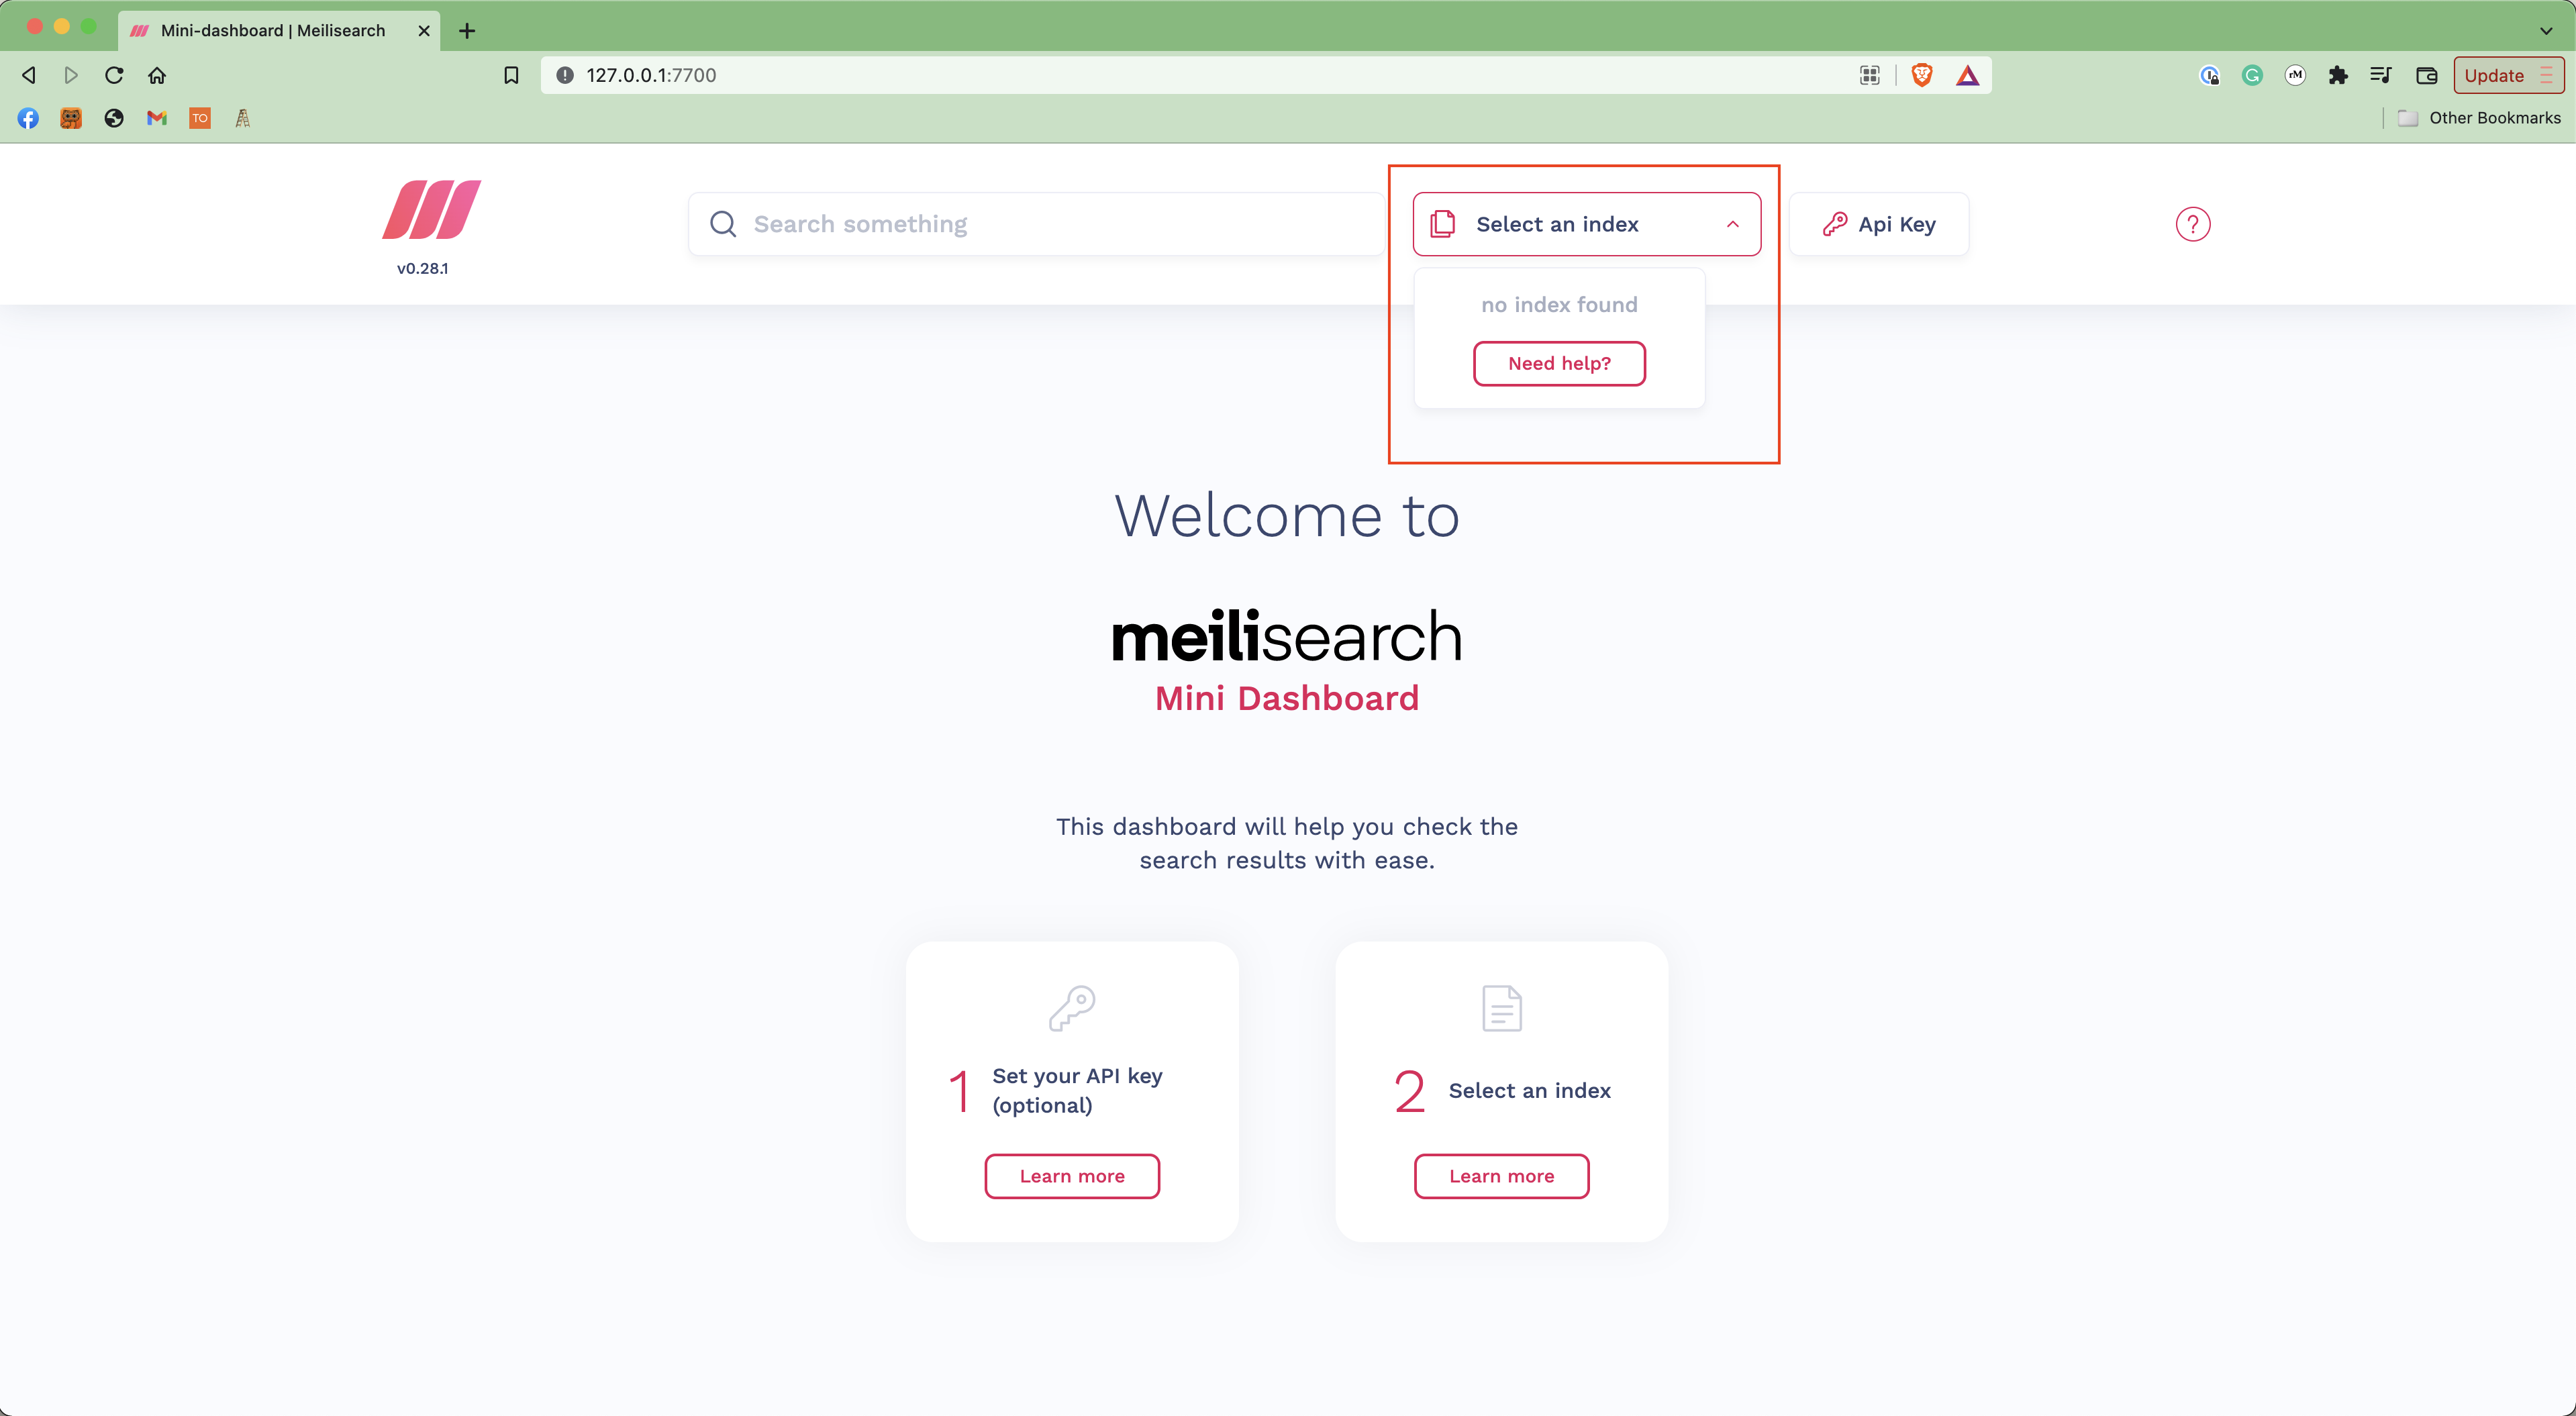 Mini-dashboard | Meilisearch
127.0.0.1:7700
Update
TO
Other Bookmarks
v0.28.1
Search something
Select an index
Api Key
?
no index found
Need help?
Welcome to
meilisearch
Mini Dashboard
This dashboard will help you check the
search results with ease.
1 Set your API key
(optional)
Learn more
2 Select an index
Learn more